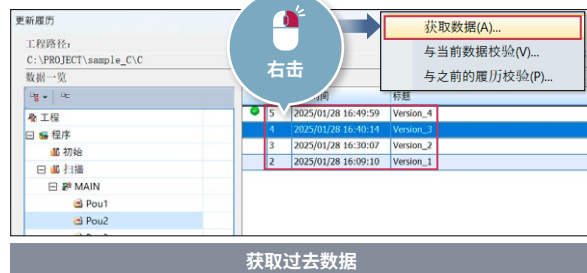 更新履历
获取数据(A)...
与当前数据校验(V)...
与之前的履历校验(P)...
工程路径:
C:\PROJECT\sample_C\C
右击
数据一览
时间 标题
5 2025/01/28 16:49:59 Version_4
工程
4 2025/01/28 16:40:14 Version_3
程序
3 2025/01/28 16:30:07 Version_2
初始
2 2025/01/28 16:09:10 Version_1
扫描
MAIN
Pou1
Pou2
获取过去数据